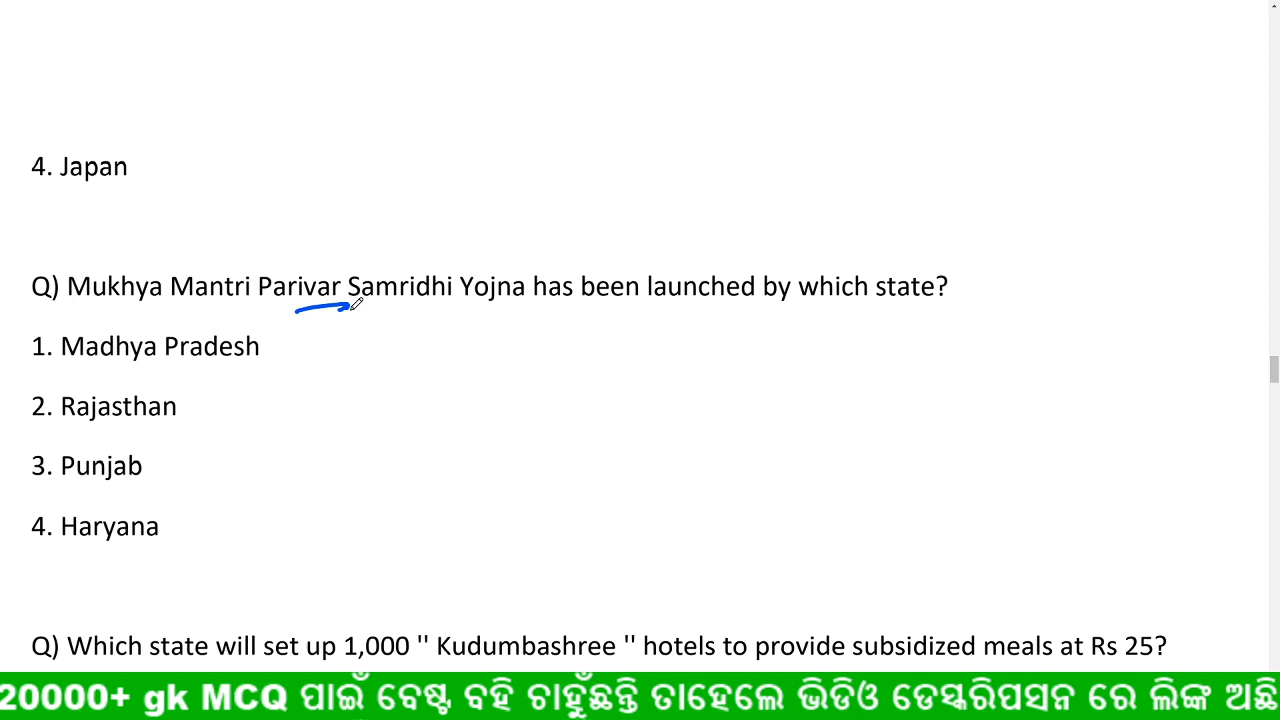 4. Japan
Q) Mukhya Mantri Parivar Samridhi Yojna has been launched by which state?
1. Madhya Pradesh
2. Rajasthan
3. Punjab
4. Haryana
Q) Which state will set up 1,000 '' Kudumbashree '' hotels to provide subsidized meals at Rs 25?
20000+ gk MCQ ପାଇଁ ବେଷ୍ଟ ବହି ଚାହୁଁଛନ୍ତି ତାହେଲେ ଭିଡିଓ ଡେସ୍କରିପସନ ରେ ଲିଙ୍କ ଅଛି